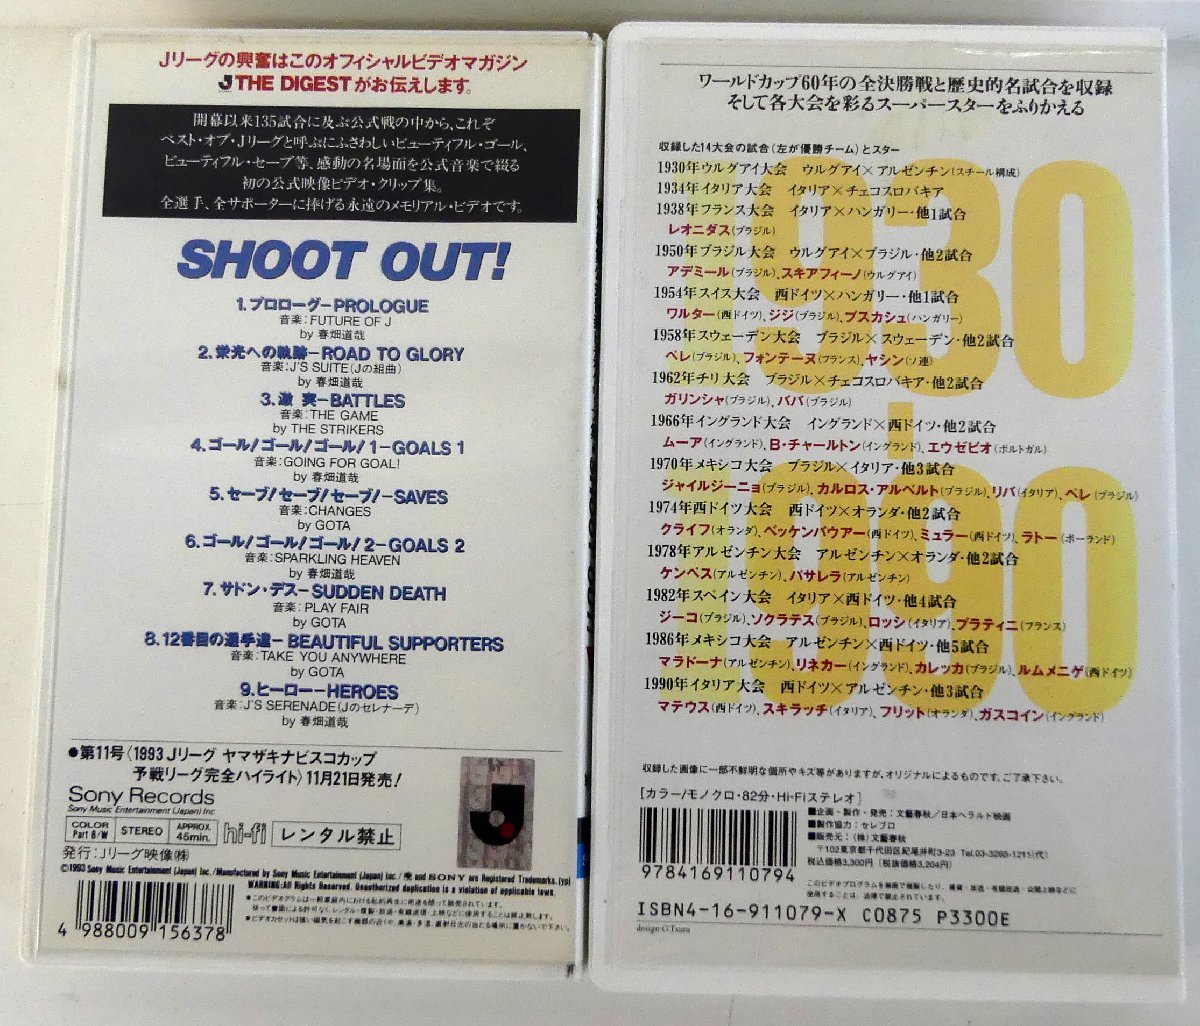 Jリーグの興奮はこのオフィシャルビデオマガジン
J THE DIGESTがお伝えします。
開幕以来135試合に及ぶ公式戦の中から、これぞ
ベスト・オブ・Jリーグと呼ぶにふさわしいビューティフル・ゴール、
ビューティフル・セーブ等、感動の名場面を公式音楽で綴る
初の公式映像ビデオ・クリップ集。
全選手、全サポーターに捧げる永遠のメモリアル・ビデオです。
SHOOT OUT!
1.プロローグ−PROLOGUE
音楽:FUTURE OF J
by 春畑道哉
2.栄光への軌跡−ROAD TO GLORY
音楽:J'S SUITE(Jの組曲)
by 春畑道哉
3.激 突−BATTLES
音楽:THE GAME
by THE STRIKERS
4.ゴール!ゴール!ゴール!1−GOALS 1
音楽:GOING FOR GOAL!
by 春畑道哉
5.セーブ!セーブ!セーブ!−SAVES
音楽:CHANGES
by GOTA
6.ゴール!ゴール!ゴール!2−GOALS 2
音楽:SPARKLING HEAVEN
by 春畑道哉
7.サドン・デス−SUDDEN DEATH
音楽:PLAY FAIR
by GOTA
8.12番目の選手達−BEAUTIFUL SUPPORTERS
音楽:TAKE YOU ANYWHERE
by GOTA
9.ヒーロー−HEROES
音楽:J'S SERENADE(Jのセレナーデ)
by 春畑道哉
●第11号〈1993 Jリーグ ヤマザキナビスコカップ
予戦リーグ完全ハイライト〉11月21日発売!
Sony Records
Sony Music Entertainment (Japan) Inc
COLOR Part B/W
STEREO
APPROX. 45min.
hi-fi
レンタル禁止
発行:Jリーグ映像㈱
©1993 Sony Music Entertainment (Japan) Inc./Manufactured by Sony Music Entertainment (Japan) Inc./ and SONY are Registered Trademarks.
WARNING:All Rights Reserved. Unauthorized duplication is a violation of applicable laws.
4 988009 156378
ワールドカップ60年の全決勝戦と歴史的名試合を収録
そして各大会を彩るスーパースターをふりかえる
1930
1990
収録した14大会の試合(左が優勝チーム)とスター
1930年ウルグアイ大会 ウルグアイ×アルゼンチン(スチール構成)
1934年イタリア大会 イタリア×チェコスロバキア
1938年フランス大会 イタリア×ハンガリー・他1試合
レオニダス(ブラジル)
1950年ブラジル大会 ウルグアイ×ブラジル・他2試合
アデミール(ブラジル)、スキアフィーノ(ウルグアイ)
1954年スイス大会 西ドイツ×ハンガリー・他1試合
ワルター(西ドイツ)、ジジ(ブラジル)、プスカシュ(ハンガリー)
1958年スウェーデン大会 ブラジル×スウェーデン・他2試合
ペレ(ブラジル)、フォンテーヌ(フランス)、ヤシン(ソ連)
1962年チリ大会 ブラジル×チェコスロバキア・他2試合
ガリンシャ(ブラジル)、ババ(ブラジル)
1966年イングランド大会 イングランド×西ドイツ・他2試合
ムーア(イングランド)、B・チャールトン(イングランド)、エウゼビオ(ポルトガル)
1970年メキシコ大会 ブラジル×イタリア・他3試合
ジャイルジーニョ(ブラジル)、カルロス・アルベルト(ブラジル)、リバ(イタリア)、ペレ(ブラジル)
1974年西ドイツ大会 西ドイツ×オランダ・他2試合
クライフ(オランダ)、ベッケンバウアー(西ドイツ)、ミュラー(西ドイツ)、ラトー(ポーランド)
1978年アルゼンチン大会 アルゼンチン×オランダ・他2試合
ケンペス(アルゼンチン)、パサレラ(アルゼンチン)
1982年スペイン大会 イタリア×西ドイツ・他4試合
ジーコ(ブラジル)、ソクラテス(ブラジル)、ロッシ(イタリア)、プラティニ(フランス)
1986年メキシコ大会 アルゼンチン×西ドイツ・他5試合
マラドーナ(アルゼンチン)、リネカー(イングランド)、カレッカ(ブラジル)、ルムメニゲ(西ドイツ)
1990年イタリア大会 西ドイツ×アルゼンチン・他3試合
マテウス(西ドイツ)、スキラッチ(イタリア)、フリット(オランダ)、ガスコイン(イングランド)
収録した画像に一部不鮮明な個所やキズ等がありますが、オリジナルによるものです。ご了承下さい。
[カラー/モノクロ・82分・Hi-Fiステレオ]
■企画・製作・発売:文藝春秋/日本ヘラルド映画
■製作協力:セレブロ
■販売元:(株)文藝春秋
〒102東京都千代田区紀尾井町3-23 Tel.03-3265-1211(代)
税込価格3,300円 (税抜価格3,204円)
9784169110794
ISBN4-16-911079-X C0875 P3300E
design:G.Tsuru